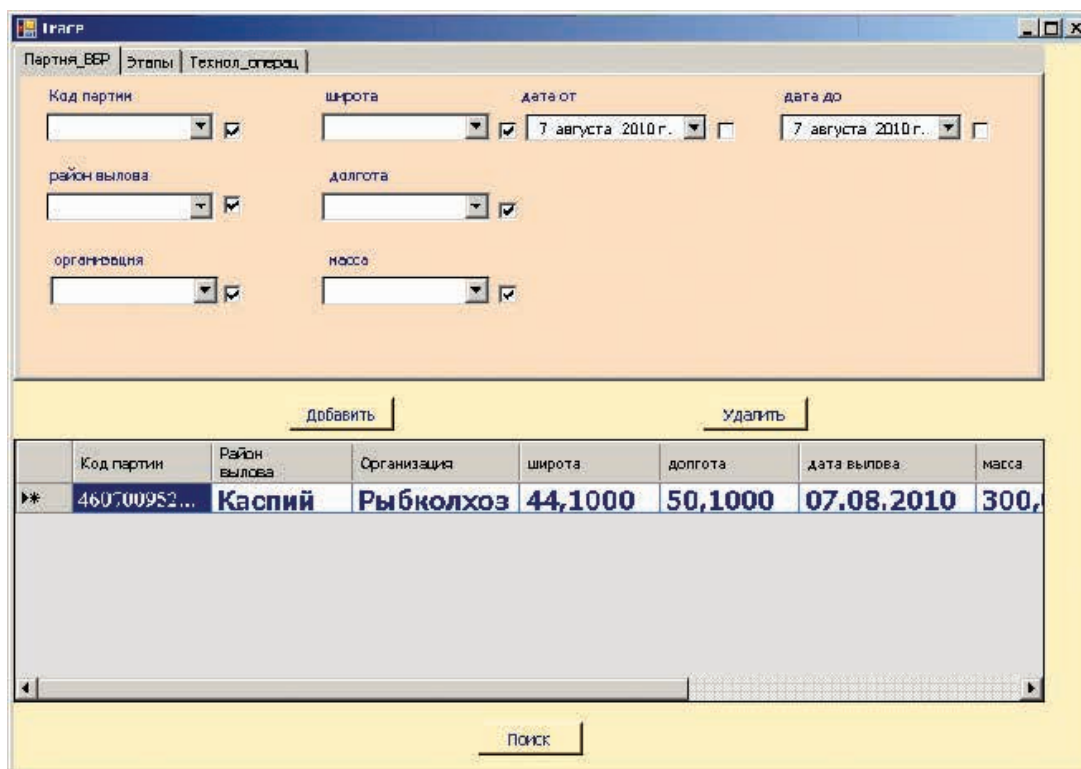 Trace
Партия_ВБР Этапы Технол_операц
Код партии широта дата от дата до
7 августа 2010 г. 7 августа 2010 г.
район вылова долгота
организация масса
Добавить Удалить
Код партии Район вылова Организация широта долгота дата вылова масса
460700952... Каспий Рыбколхоз 44,1000 50,1000 07.08.2010 300,
Поиск